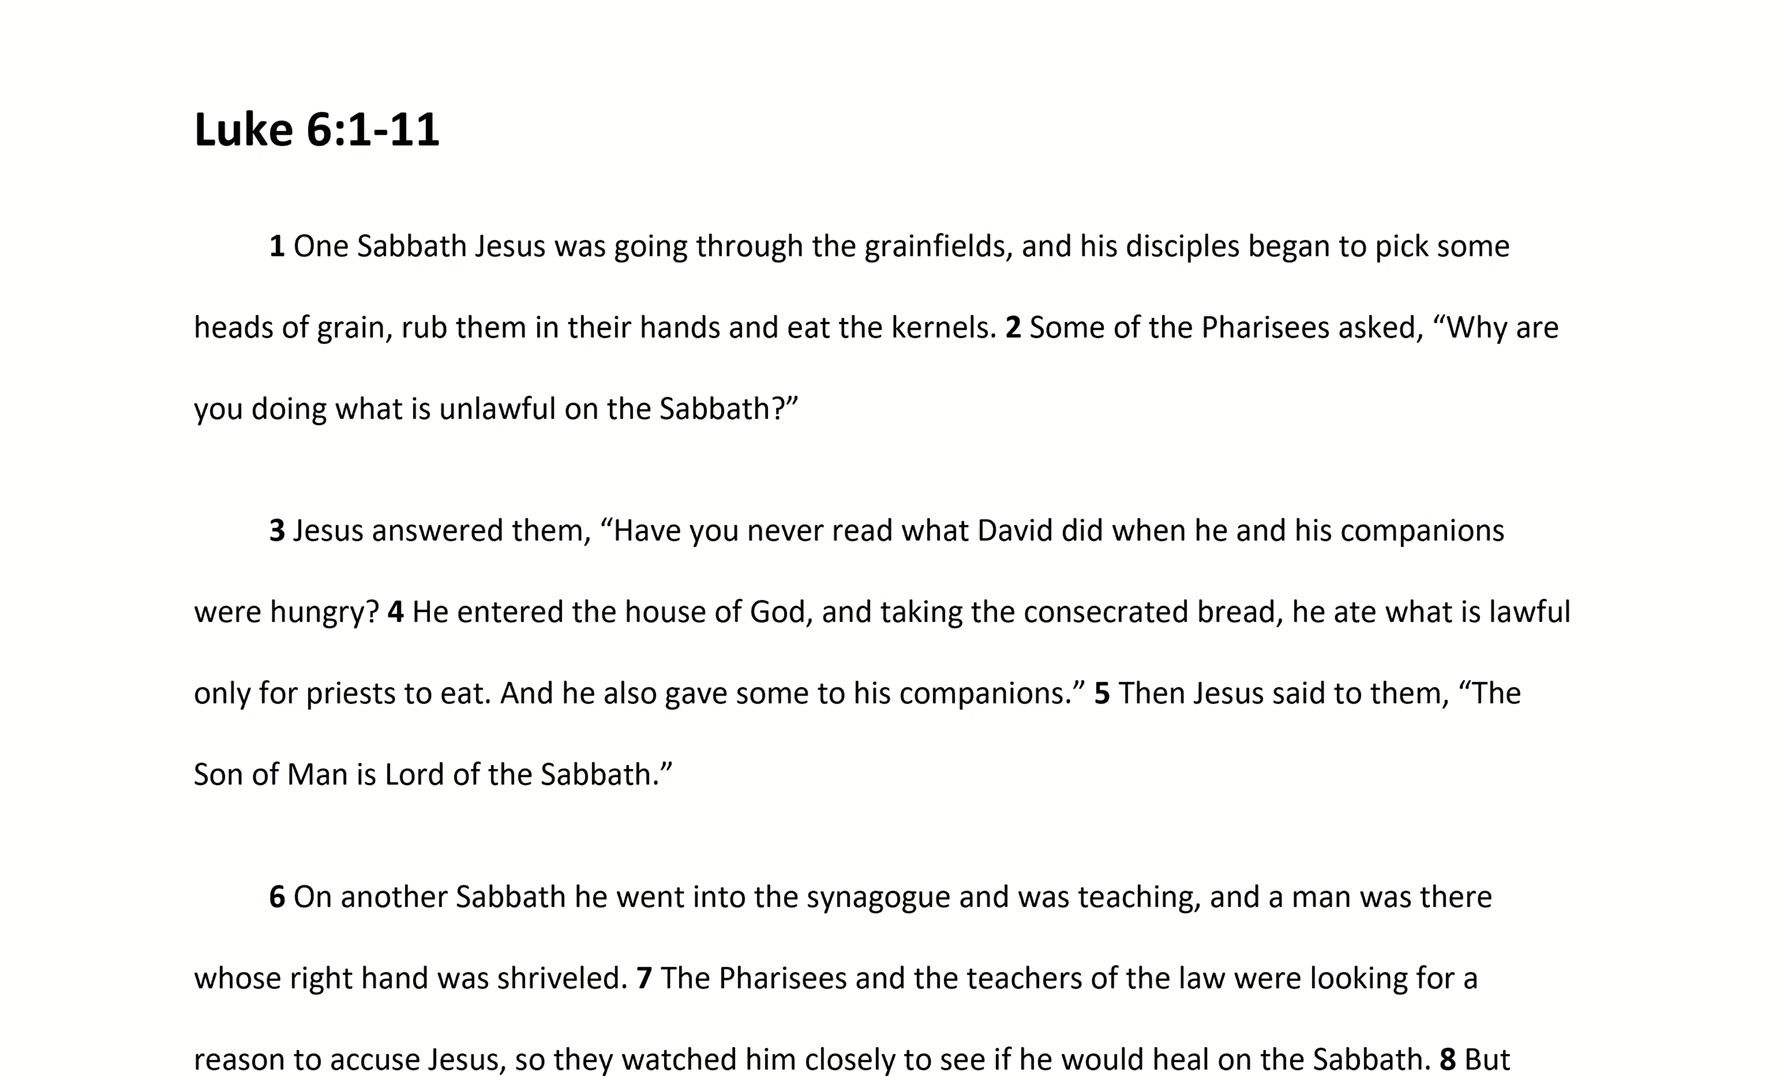 Luke 6:1-11
1 One Sabbath Jesus was going through the grainfields, and his disciples began to pick some
heads of grain, rub them in their hands and eat the kernels. 2 Some of the Pharisees asked, “Why are
you doing what is unlawful on the Sabbath?”
3 Jesus answered them, “Have you never read what David did when he and his companions
were hungry? 4 He entered the house of God, and taking the consecrated bread, he ate what is lawful
only for priests to eat. And he also gave some to his companions.” 5 Then Jesus said to them, “The
Son of Man is Lord of the Sabbath.”
6 On another Sabbath he went into the synagogue and was teaching, and a man was there
whose right hand was shriveled. 7 The Pharisees and the teachers of the law were looking for a
reason to accuse Jesus, so they watched him closely to see if he would heal on the Sabbath. 8 But